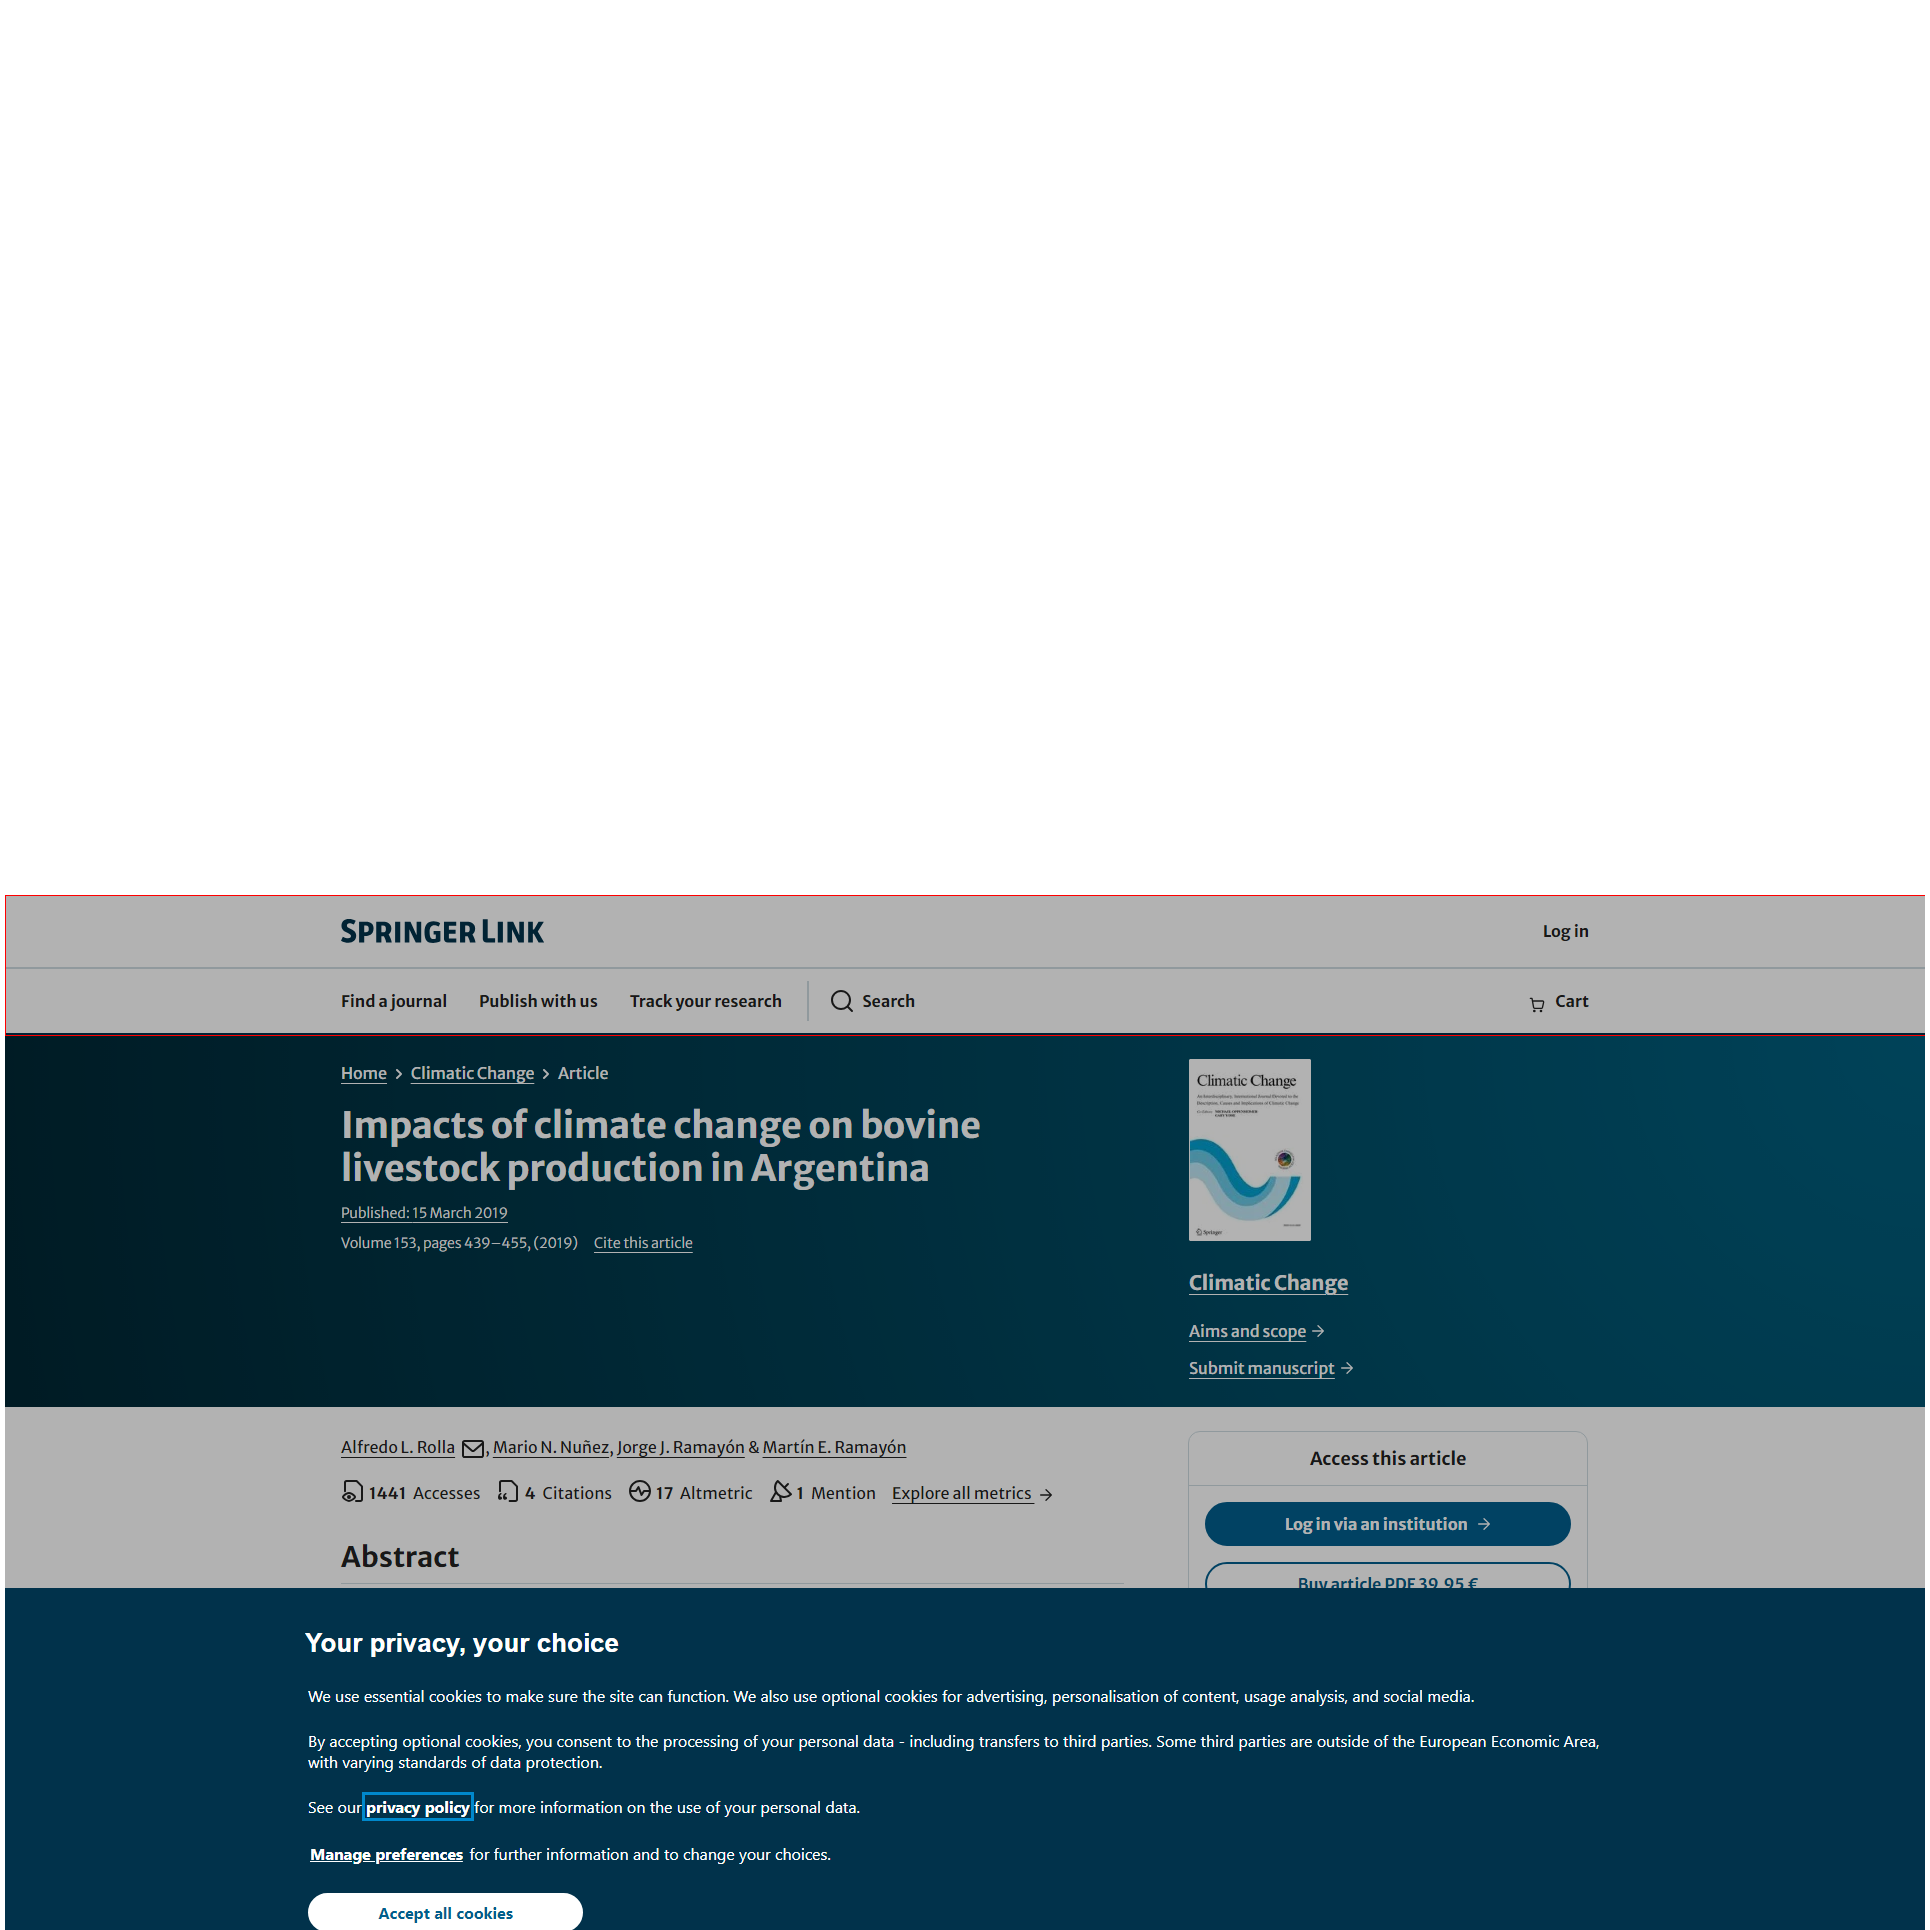 SPRINGER LINK
Log in
Find a journal
Publish with us
Track your research
Search
Cart
Home > Climatic Change > Article
Impacts of climate change on bovine
livestock production in Argentina
Published: 15 March 2019
Volume 153, pages 439–455, (2019) Cite this article
Climatic Change
Springer
Climatic Change
Aims and scope →
Submit manuscript →
Alfredo L. Rolla, Mario N. Nuñez, Jorge J. Ramayón & Martín E. Ramayón
1441 Accesses 4 Citations 17 Altmetric 1 Mention Explore all metrics →
Abstract
Access this article
Log in via an institution →
Buy article PDF 39,95 €
Your privacy, your choice
We use essential cookies to make sure the site can function. We also use optional cookies for advertising, personalisation of content, usage analysis, and social media.
By accepting optional cookies, you consent to the processing of your personal data - including transfers to third parties. Some third parties are outside of the European Economic Area,
with varying standards of data protection.
See our privacy policy for more information on the use of your personal data.
Manage preferences for further information and to change your choices.
Accept all cookies